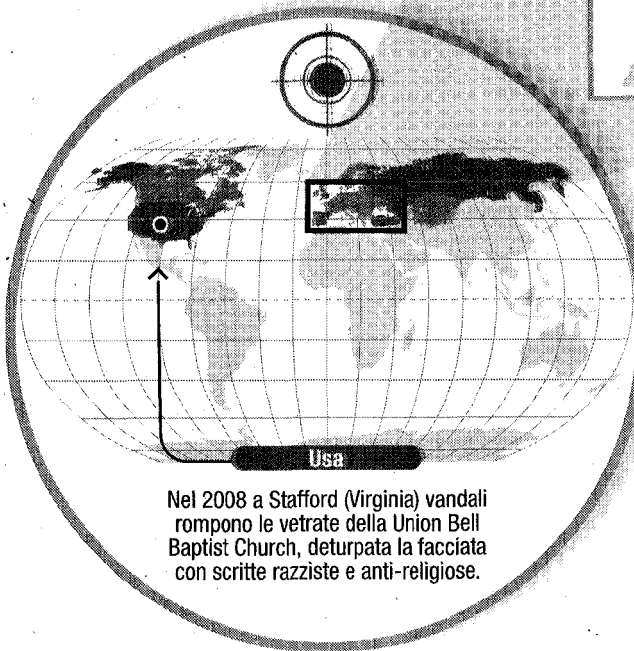 Usa
Nel 2008 a Stafford (Virginia) vandali
rompono le vetrate della Union Bell
Baptist Church, deturpata la facciata
con scritte razziste e anti-religiose.